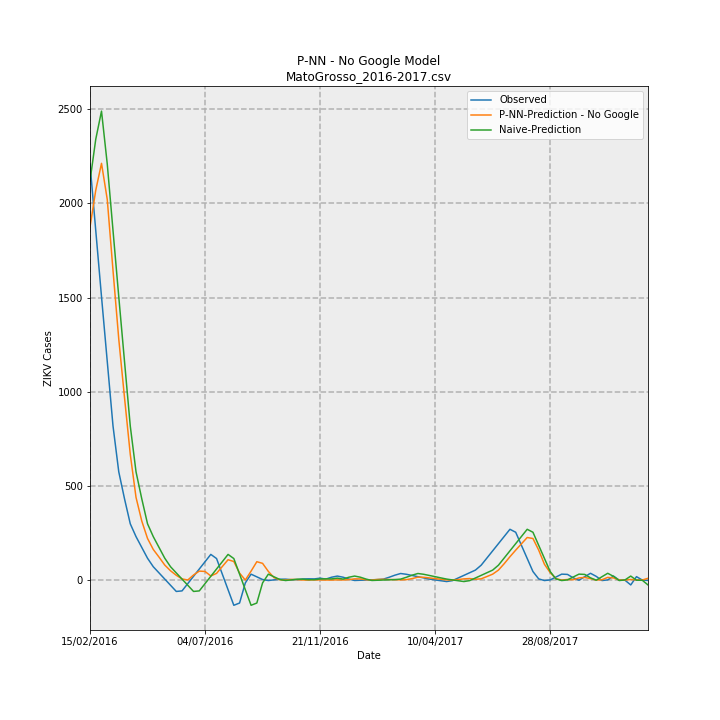 P-NN - No Google Model
MatoGrosso_2016-2017.csv
Observed
P-NN-Prediction - No Google
Naive-Prediction
2500
2000
1500
1000
500
0
ZIKV Cases
15/02/2016
04/07/2016
21/11/2016
10/04/2017
28/08/2017
Date